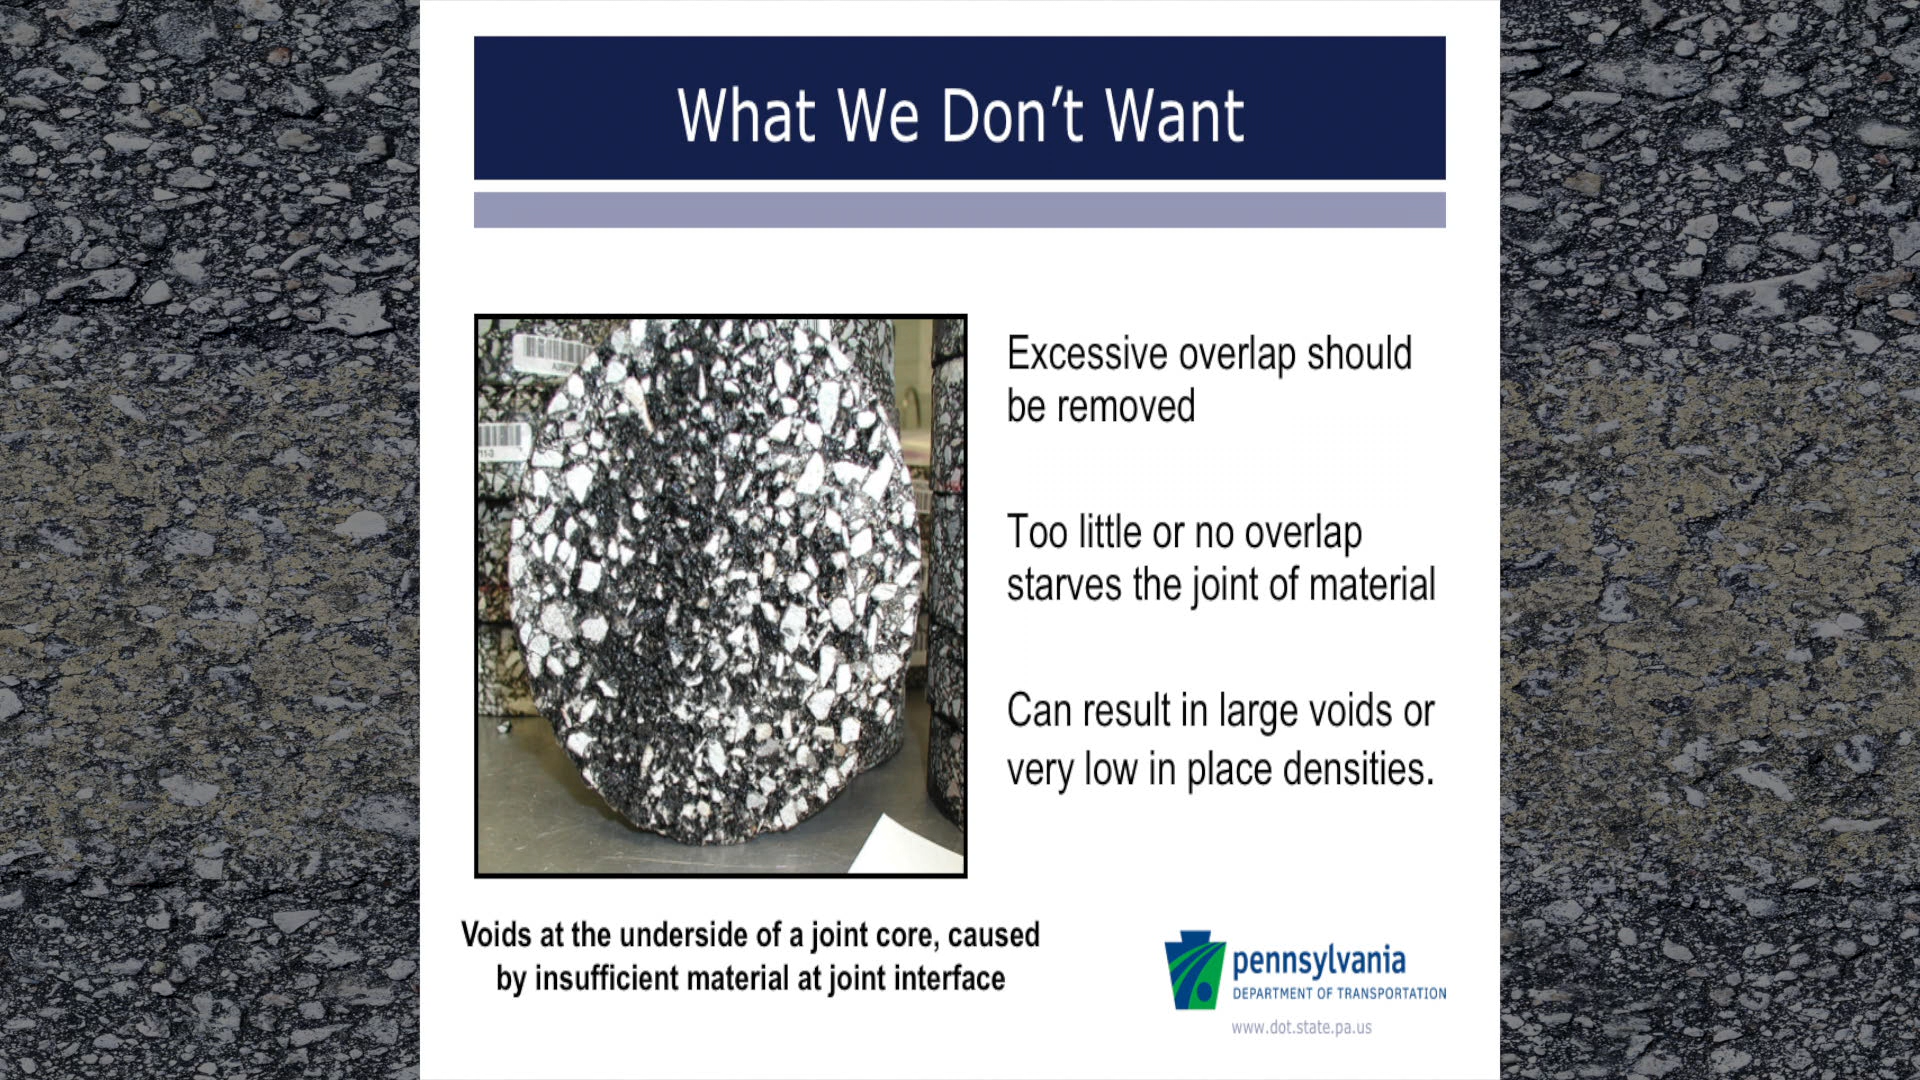 What We Don't Want
Excessive overlap should
be removed
Too little or no overlap
starves the joint of material
Can result in large voids or
very low in place densities.
Voids at the underside of a joint core, caused
by insufficient material at joint interface
pennsylvania
DEPARTMENT OF TRANSPORTATION
www.dot.state.pa.us